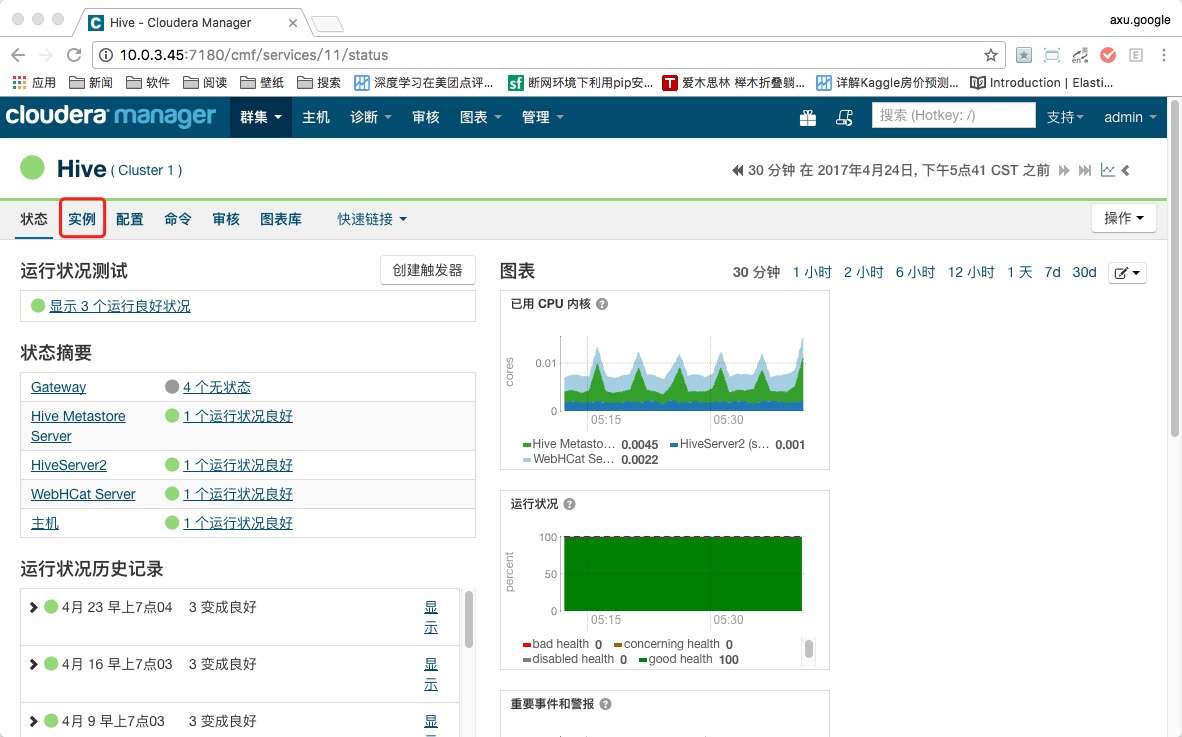 Hive - Cloudera Manager
axu.google
10.0.3.45:7180/cmf/services/11/status
应用 新闻 软件 阅读 壁纸 搜索 深度学习在美团点评… 断网环境下利用pip安… 爱木思林 榉木折叠躺… 详解Kaggle房价预测… Introduction | Elasti…
cloudera manager 群集 主机 诊断 审核 图表 管理 搜索 (Hotkey: /) 支持 admin
Hive ( Cluster 1 ) 30 分钟 在 2017年4月24日, 下午5点41 CST 之前
状态 实例 配置 命令 审核 图表库 快速链接 操作
运行状况测试 创建触发器
显示 3 个运行良好状况
状态摘要
Gateway 4 个无状态
Hive Metastore Server 1 个运行状况良好
HiveServer2 1 个运行状况良好
WebHCat Server 1 个运行状况良好
主机 1 个运行状况良好
运行状况历史记录
4月 23 早上7点04 3 变成良好 显示
4月 16 早上7点03 3 变成良好 显示
4月 9 早上7点03 3 变成良好 显
图表 30 分钟 1 小时 2 小时 6 小时 12 小时 1 天 7d 30d
已用 CPU 内核
cores
0.01
0
05:15 05:30
Hive Metasto… 0.0045 HiveServer2 (s… 0.001
WebHCat Se… 0.0022
运行状况
percent
100
50
0
05:15 05:30
bad health 0 concerning health 0
disabled health 0 good health 100
重要事件和警报